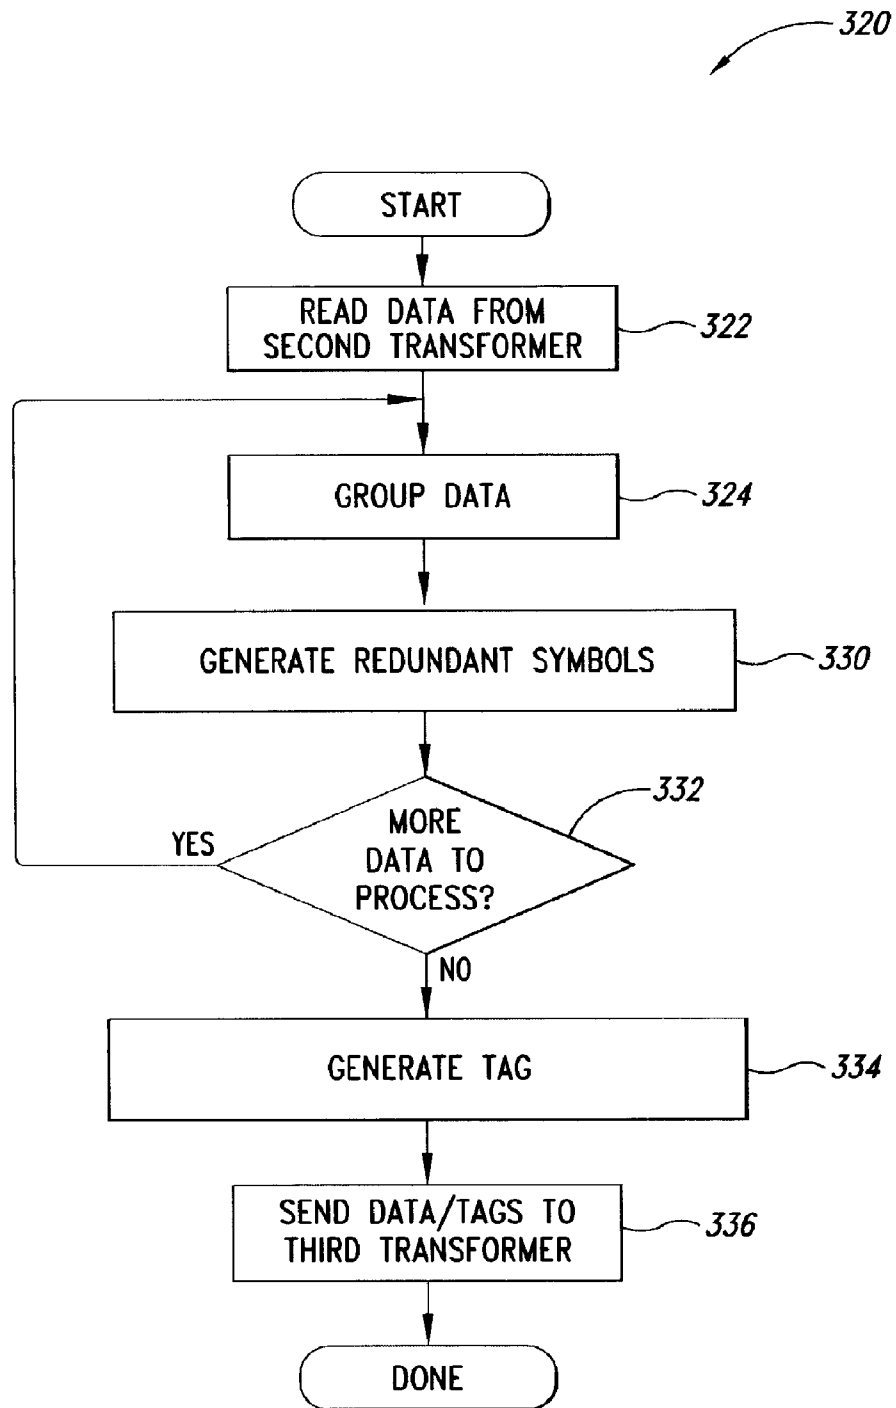 320
START
READ DATA FROM
SECOND TRANSFORMER
322
GROUP DATA
324
GENERATE REDUNDANT SYMBOLS
330
332
MORE
DATA TO
PROCESS?
YES
NO
GENERATE TAG
334
SEND DATA/TAGS TO
THIRD TRANSFORMER
336
DONE